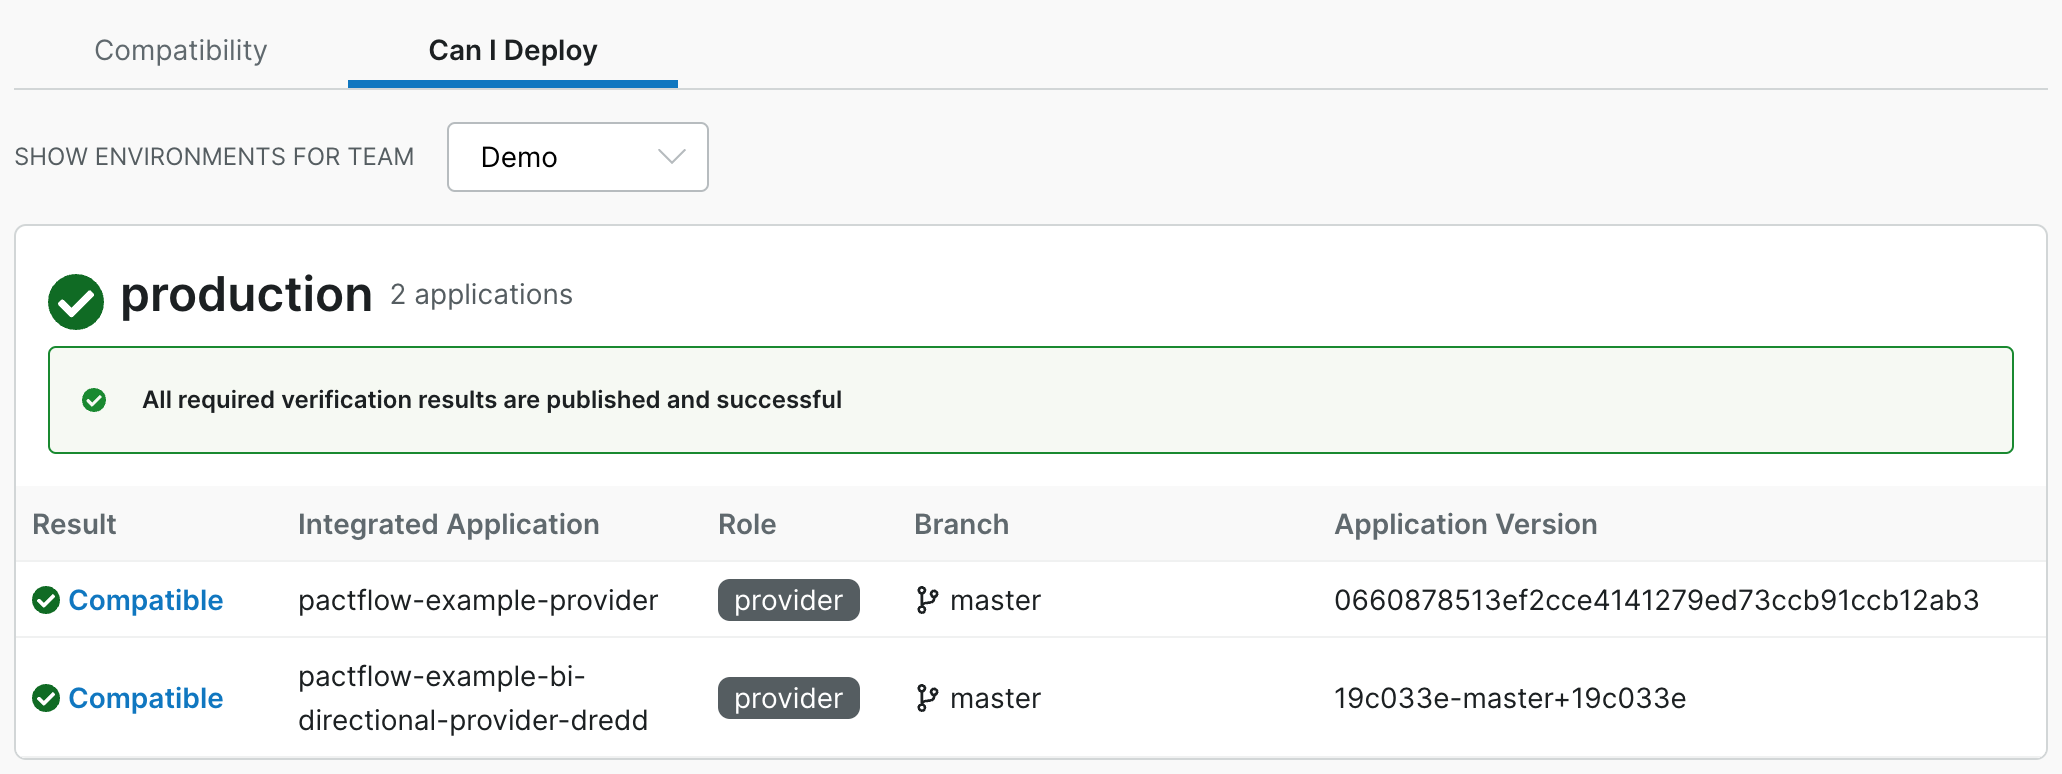 Compatibility Can I Deploy
SHOW ENVIRONMENTS FOR TEAM Demo
production 2 applications
All required verification results are published and successful
Result Integrated Application Role Branch Application Version
Compatible pactflow-example-provider provider master 0660878513ef2cce4141279ed73ccb91ccb12ab3
pactflow-example-bi-
Compatible provider master 19c033e-master+19c033e
directional-provider-dredd